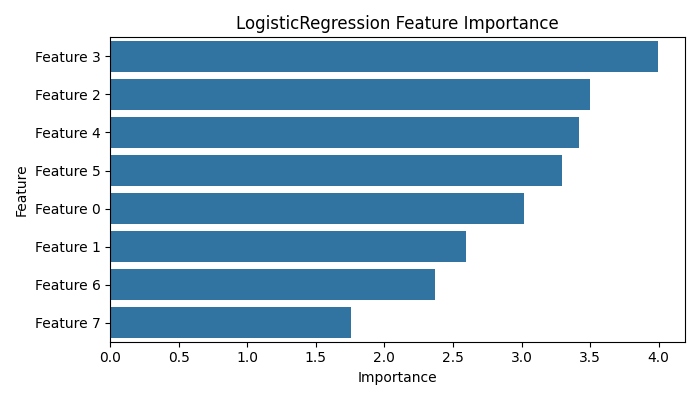 LogisticRegression Feature Importance
Feature
Feature 3
Feature 2
Feature 4
Feature 5
Feature 0
Feature 1
Feature 6
Feature 7
0.0 0.5 1.0 1.5 2.0 2.5 3.0 3.5 4.0
Importance